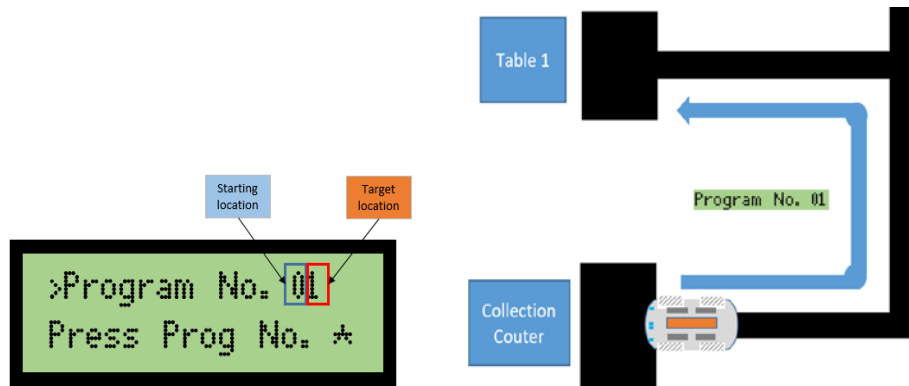 Starting
location
Target
location
>Program No. 01
Press Prog No. *
Table 1
Program No. 01
Collection
Couter